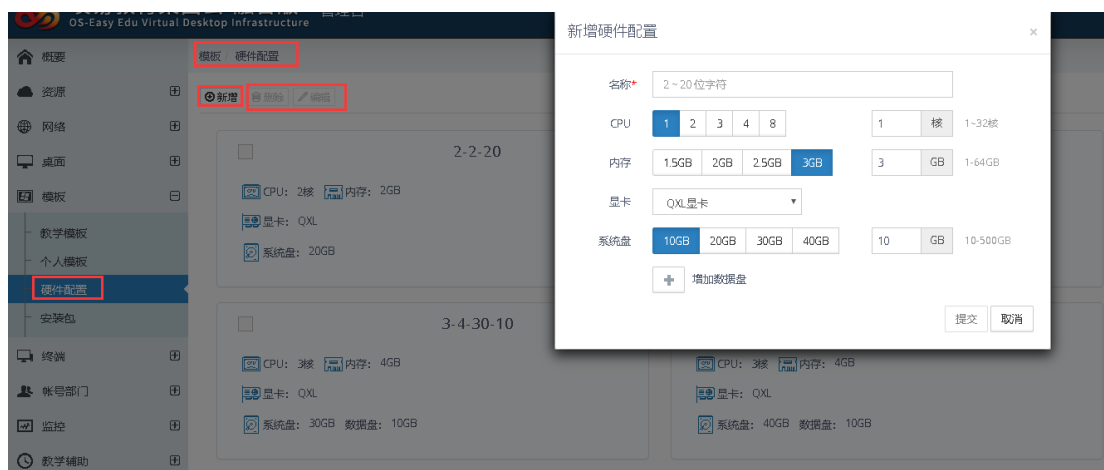 OS-Easy Edu Virtual Desktop Infrastructure
管理台
概要
资源
网络
桌面
模板
教学模板
个人模板
硬件配置
安装包
终端
帐号部门
监控
教学辅助
模板 / 硬件配置
新增 删除 编辑
2-2-20
CPU: 2核 内存: 2GB
显卡: QXL
系统盘: 20GB
3-4-30-10
CPU: 3核 内存: 4GB
显卡: QXL
系统盘: 30GB 数据盘: 10GB
CPU: 3核 内存: 4GB
显卡: QXL
系统盘: 40GB 数据盘: 10GB
新增硬件配置 ×
名称* 2~20位字符
CPU 1 2 3 4 8 1 核 1~32核
内存 1.5GB 2GB 2.5GB 3GB 3 GB 1-64GB
显卡 QXL显卡
系统盘 10GB 20GB 30GB 40GB 10 GB 10-500GB
增加数据盘
提交 取消